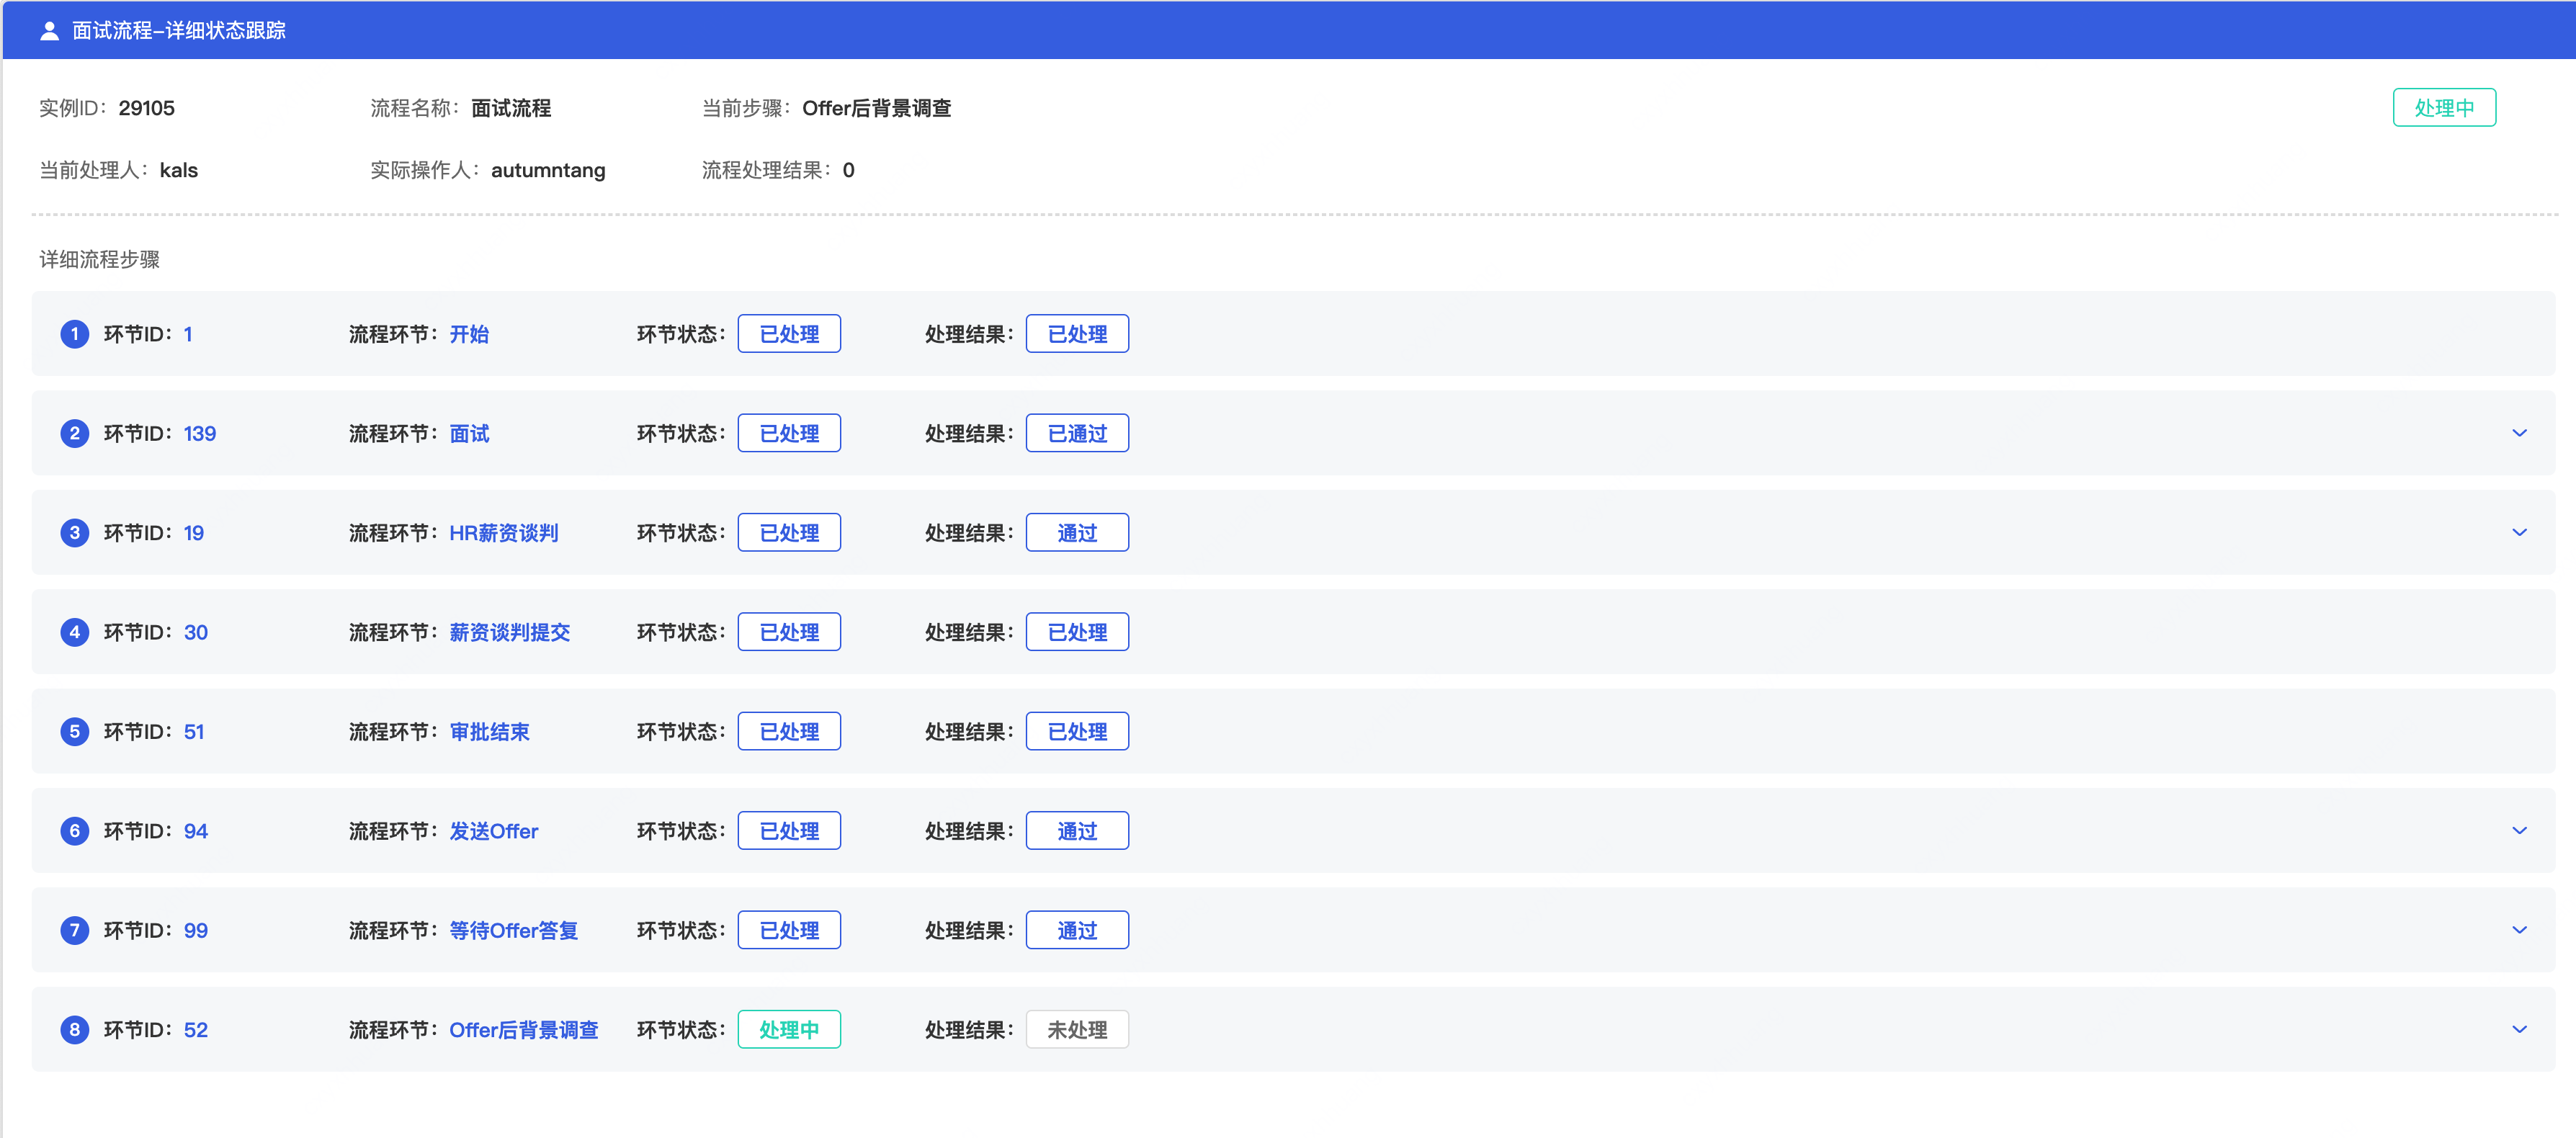 面试流程-详细状态跟踪
实例ID：29105 流程名称：面试流程 当前步骤：Offer后背景调查 处理中
当前处理人：kals 实际操作人：autumntang 流程处理结果：0
详细流程步骤
1 环节ID：1 流程环节：开始 环节状态：已处理 处理结果：已处理
2 环节ID：139 流程环节：面试 环节状态：已处理 处理结果：已通过
3 环节ID：19 流程环节：HR薪资谈判 环节状态：已处理 处理结果：通过
4 环节ID：30 流程环节：薪资谈判提交 环节状态：已处理 处理结果：已处理
5 环节ID：51 流程环节：审批结束 环节状态：已处理 处理结果：已处理
6 环节ID：94 流程环节：发送Offer 环节状态：已处理 处理结果：通过
7 环节ID：99 流程环节：等待Offer答复 环节状态：已处理 处理结果：通过
8 环节ID：52 流程环节：Offer后背景调查 环节状态：处理中 处理结果：未处理